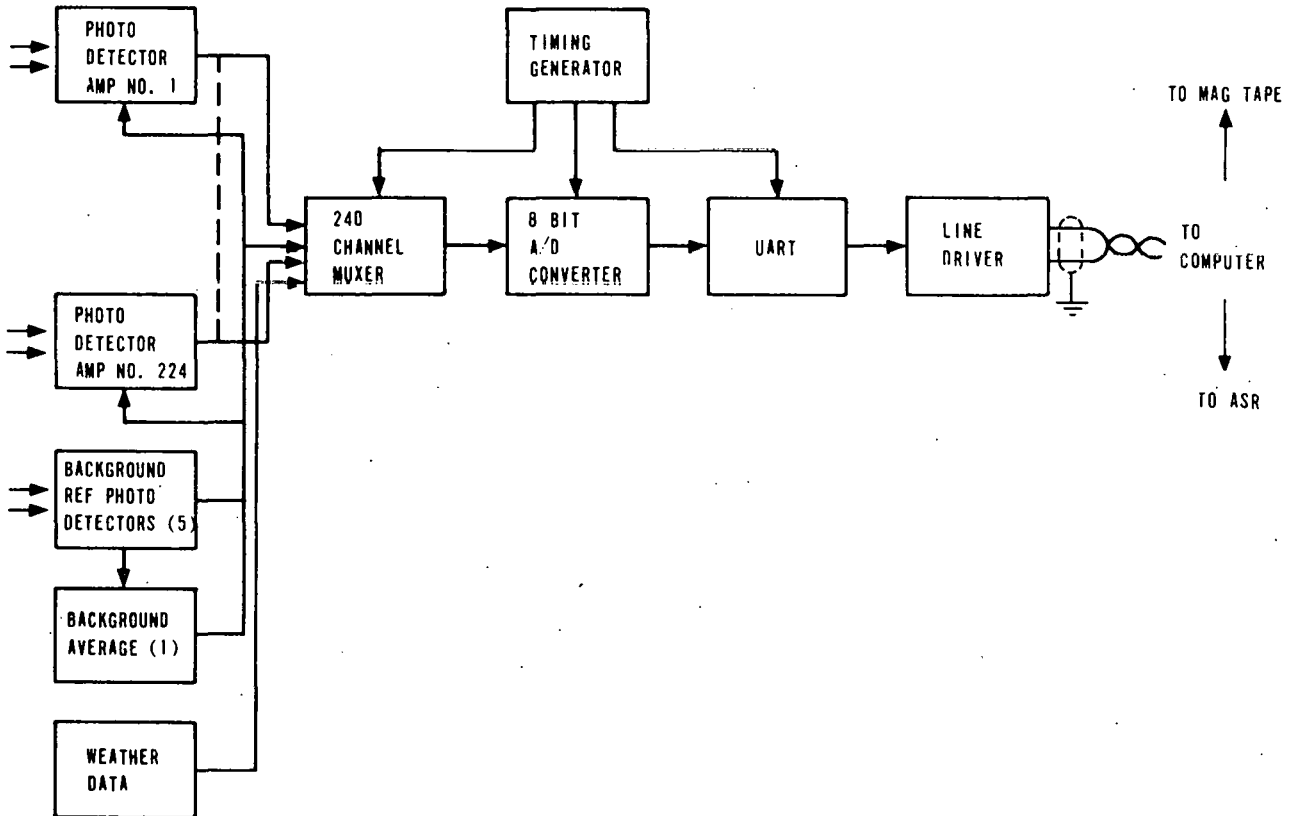 PHOTO
DETECTOR
AMP NO. 1
TIMING
GENERATOR
TO MAG TAPE
240
CHANNEL
MUXER
8 BIT
A/D
CONVERTER
UART
LINE
DRIVER
TO
COMPUTER
PHOTO
DETECTOR
AMP NO. 224
TO ASR
BACKGROUND
REF PHOTO
DETECTORS (5)
BACKGROUND
AVERAGE (1)
WEATHER
DATA